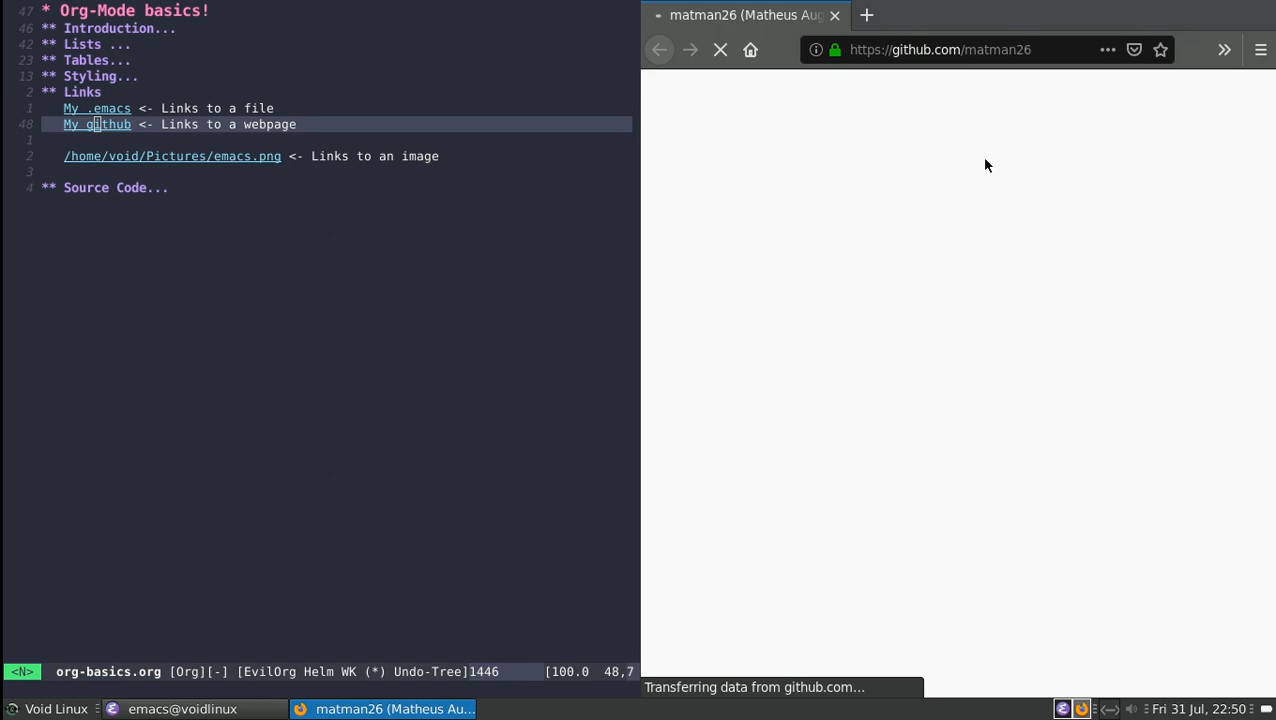 47 * Org-Mode basics!
46 ** Introduction...
42 ** Lists ...
23 ** Tables...
13 ** Styling...
2 ** Links
1 My .emacs <- Links to a file
48 My github <- Links to a webpage
1
2 /home/void/Pictures/emacs.png <- Links to an image
3
4 ** Source Code...
<N> org-basics.org [Org][-] [EvilOrg Helm WK (*) Undo-Tree]1446 [100.0 48,7
matman26 (Matheus Aug
https://github.com/matman26
Transferring data from github.com...
Void Linux emacs@voidlinux matman26 (Matheus Au... Fri 31 Jul, 22:50